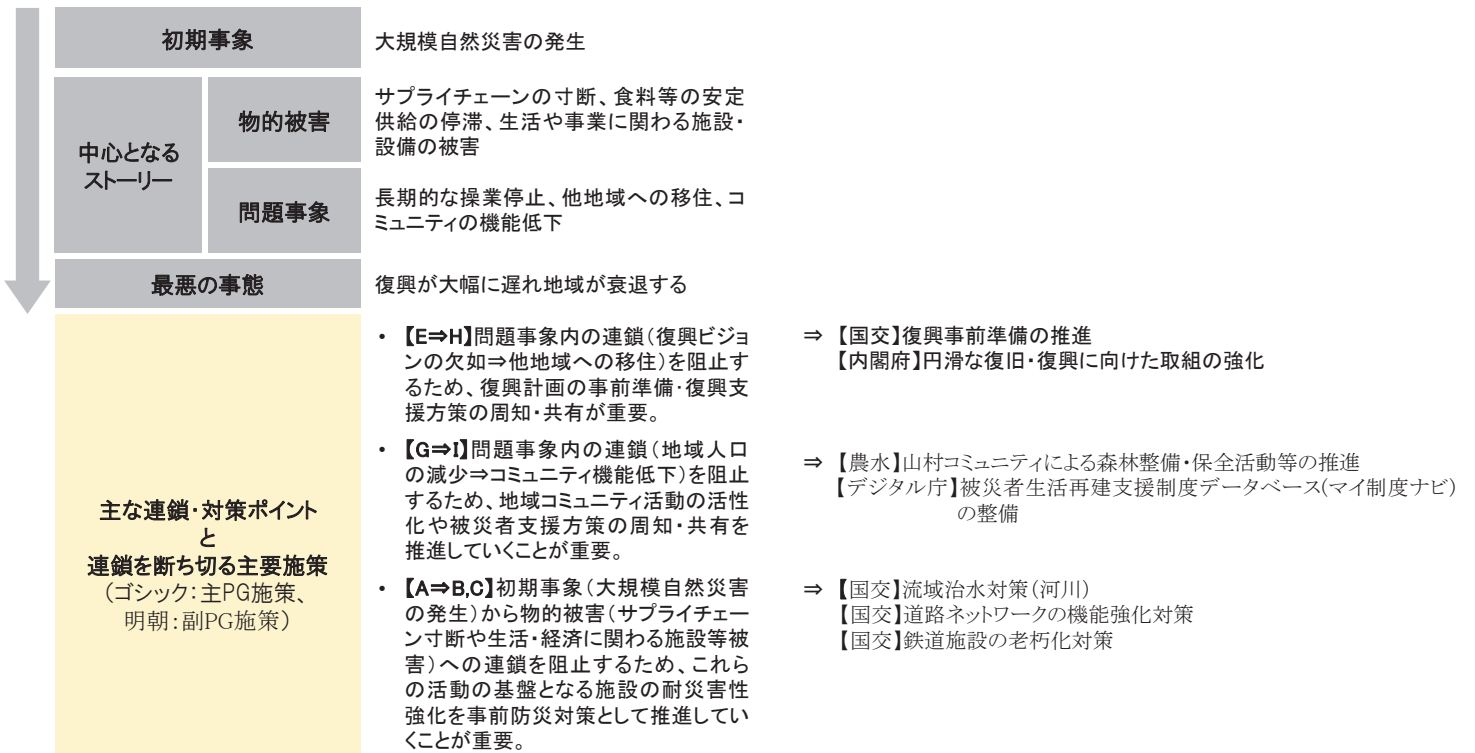 初期事象
大規模自然災害の発生
中心となる
ストーリー
物的被害
サプライチェーンの寸断、食料等の安定
供給の停滞、生活や事業に関わる施設・
設備の被害
問題事象
長期的な操業停止、他地域への移住、コ
ミュニティの機能低下
最悪の事態
復興が大幅に遅れ地域が衰退する
主な連鎖・対策ポイント
と
連鎖を断ち切る主要施策
(ゴシック:主PG施策、
明朝:副PG施策)
・ 【E⇒H】問題事象内の連鎖(復興ビジョ
ンの欠如⇒他地域への移住)を阻止す
るため、復興計画の事前準備・復興支
援方策の周知・共有が重要。
⇒ 【国交】復興事前準備の推進
【内閣府】円滑な復旧・復興に向けた取組の強化
・ 【G⇒I】問題事象内の連鎖(地域人口
の減少⇒コミュニティ機能低下)を阻止
するため、地域コミュニティ活動の活性
化や被災者支援方策の周知・共有を
推進していくことが重要。
⇒ 【農水】山村コミュニティによる森林整備・保全活動等の推進
【デジタル庁】被災者生活再建支援制度データベース(マイ制度ナビ)
の整備
・ 【A⇒B,C】初期事象(大規模自然災害
の発生)から物的被害(サプライチェー
ン寸断や生活・経済に関わる施設等被
害)への連鎖を阻止するため、これら
の活動の基盤となる施設の耐災害性
強化を事前防災対策として推進してい
くことが重要。
⇒ 【国交】流域治水対策(河川)
【国交】道路ネットワークの機能強化対策
【国交】鉄道施設の老朽化対策